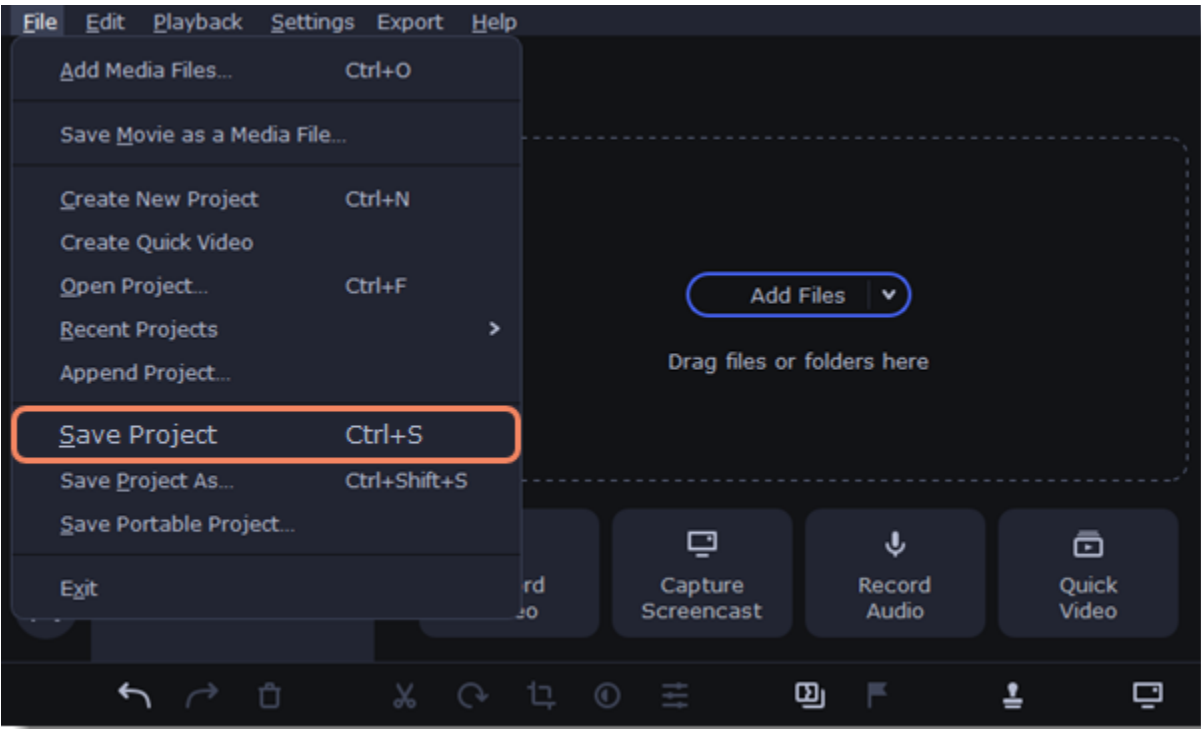 File Edit Playback Settings Export Help
Add Media Files... Ctrl+O
Save Movie as a Media File...
Create New Project Ctrl+N
Create Quick Video
Open Project... Ctrl+F
Recent Projects
Append Project...
Save Project Ctrl+S
Save Project As... Ctrl+Shift+S
Save Portable Project...
Exit
Add Files
Drag files or folders here
Capture
Screencast
Record
Audio
Quick
Video